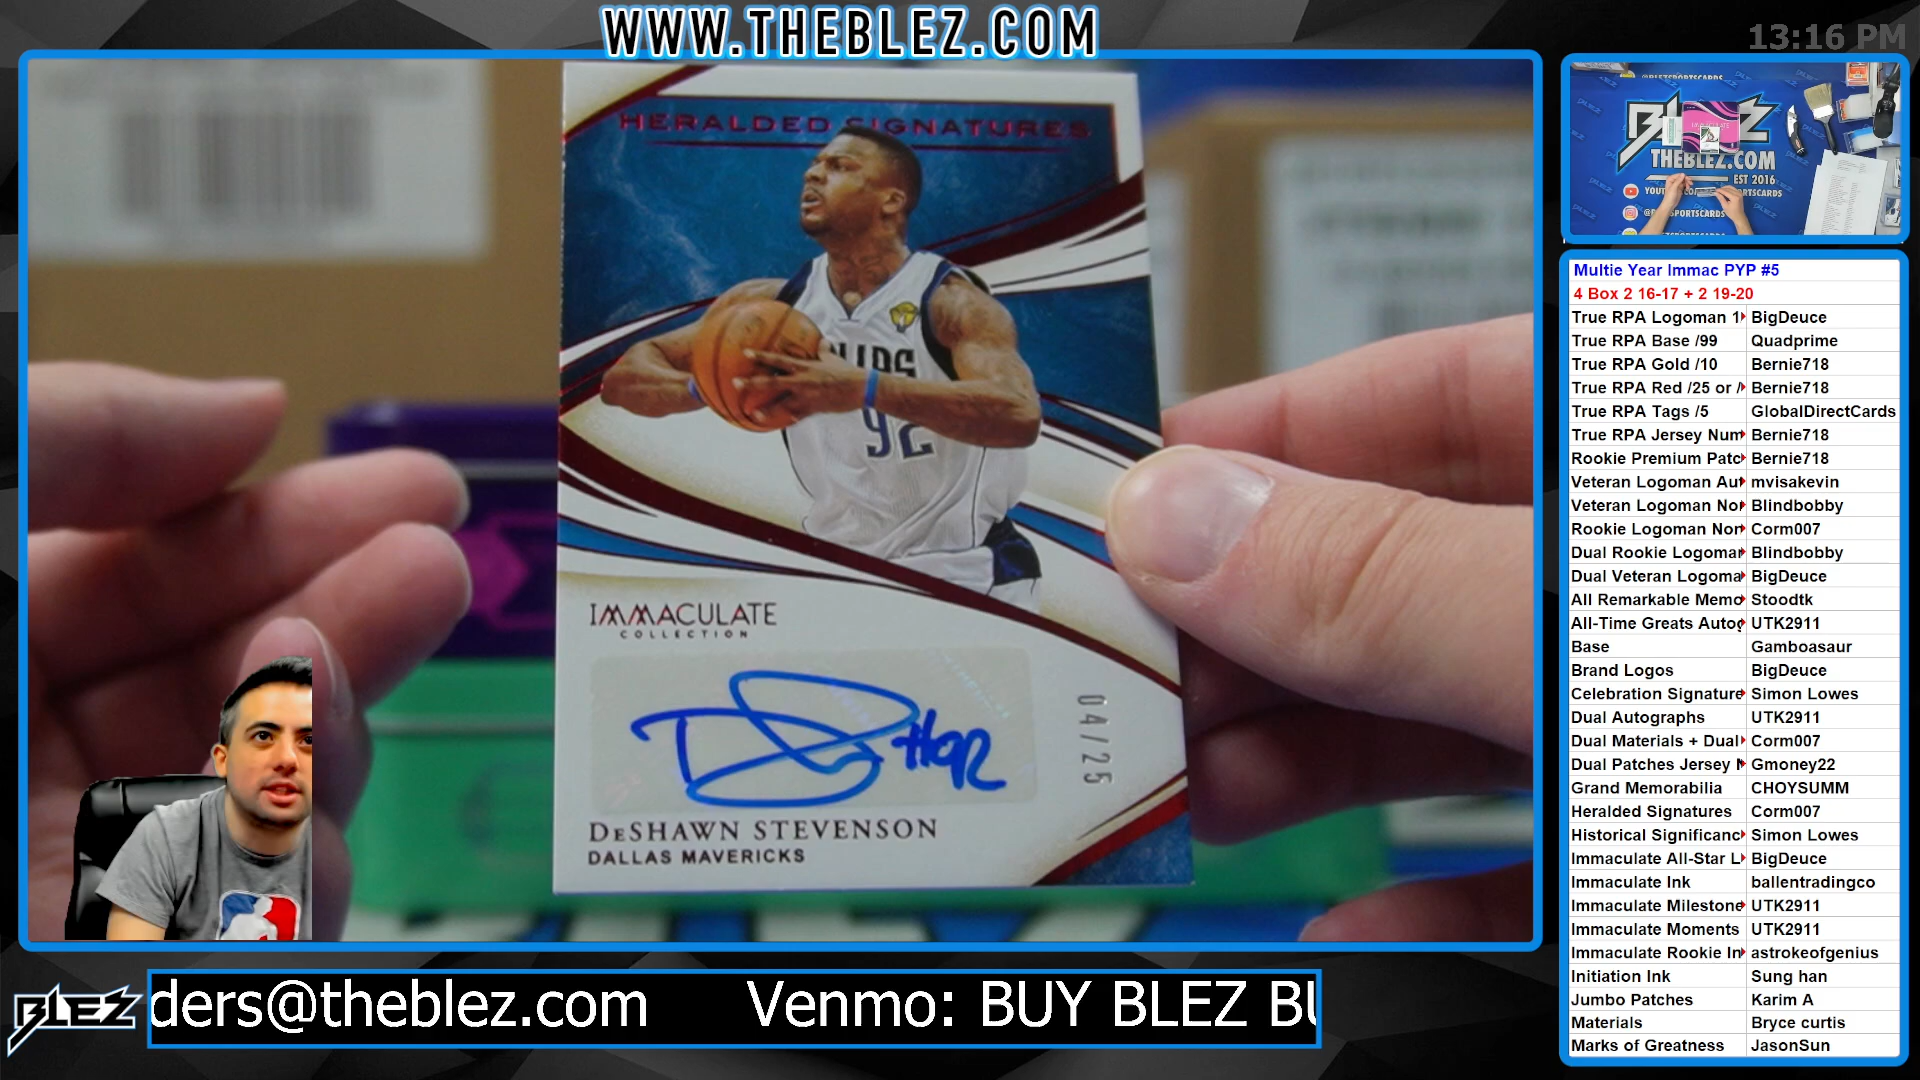 WWW.THEBLEZ.COM
13:16 PM
HERALDED SIGNATURES
92
IMMACULATE
COLLECTION
#92
04/25
DeSHAWN STEVENSON
DALLAS MAVERICKS
BLEZ
THEBLEZ.COM
EST 2016
Multie Year Immac PYP #5
4 Box 2 16-17 + 2 19-20
True RPA Logoman 1 BigDeuce
True RPA Base /99 Quadprime
True RPA Gold /10 Bernie718
True RPA Red /25 or / Bernie718
True RPA Tags /5 GlobalDirectCards
True RPA Jersey Num Bernie718
Rookie Premium Patc Bernie718
Veteran Logoman Aut mvisakevin
Veteran Logoman No Blindbobby
Rookie Logoman Nor Corm007
Dual Rookie Logomar Blindbobby
Dual Veteran Logoma BigDeuce
All Remarkable Memo Stoodtk
All-Time Greats Autog UTK2911
Base Gamboasaur
Brand Logos BigDeuce
Celebration Signature Simon Lowes
Dual Autographs UTK2911
Dual Materials + Dual Corm007
Dual Patches Jersey Gmoney22
Grand Memorabilia CHOYSUMM
Heralded Signatures Corm007
Historical Significanc Simon Lowes
Immaculate All-Star L BigDeuce
Immaculate Ink ballentradingco
Immaculate Milestone UTK2911
Immaculate Moments UTK2911
Immaculate Rookie In astrokeofgenius
Initiation Ink Sung han
Jumbo Patches Karim A
Materials Bryce curtis
Marks of Greatness JasonSun
BLEZ
ders@theblez.com Venmo: BUY BLEZ BU